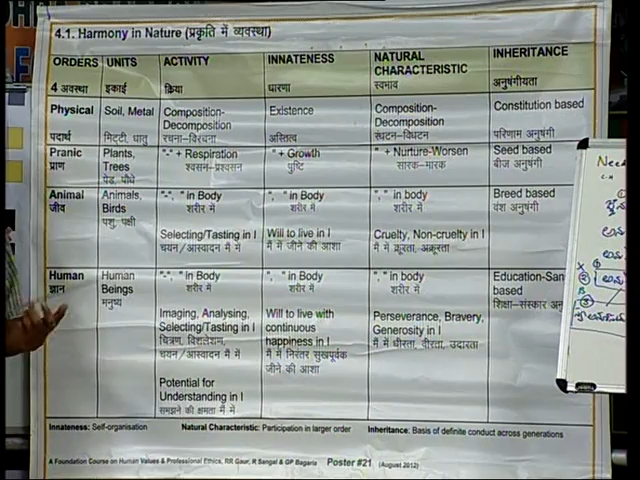 4.1. Harmony in Nature (प्रकृति में व्यवस्था)
ORDERS UNITS ACTIVITY INNATENESS NATURAL CHARACTERISTIC INHERITANCE
4 अवस्था इकाई क्रिया धारणा स्वभाव अनुषंगीयता
Physical Soil, Metal Composition- Existence Composition- Constitution based
Decomposition Decomposition
पदार्थ मिट्टी, धातु रचना-विरचना अस्तित्व संघटन-विघटन परिणाम अनुषंगी
Pranic Plants, "-" + Respiration " + Growth " + Nurture-Worsen Seed based
प्राण Trees श्वसन-प्रश्वसन पुष्टि सारक-मारक बीज अनुषंगी
पेड़, पौधे
Animal Animals, "-", " in Body ", " in Body ", " in body Breed based
जीव Birds शरीर में शरीर में शरीर में वंश अनुषंगी
पशु, पक्षी
Selecting/Tasting in I Will to live in I Cruelty, Non-cruelty in I
चयन/आस्वादन मैं में मैं में जीने की आशा मैं में क्रूरता, अक्रूरता
Human Human "-", " in Body ", " in Body ", " in body Education-San
ज्ञान Beings शरीर में शरीर में शरीर में based
मनुष्य शिक्षा-संस्कार अनु
Imaging, Analysing, Will to live with Perseverance, Bravery,
Selecting/Tasting in I continuous Generosity in I
चित्रण, विश्लेशन, happiness in I मैं में धीरता, वीरता, उदारता
चयन/आस्वादन मैं में मैं में निरंतर सुखपूर्वक
जीने की आशा
Potential for
Understanding in I
समझने की क्षमता मैं में
Innateness: Self-organisation Natural Characteristic: Participation in larger order Inheritance: Basis of definite conduct across generations
A Foundation Course on Human Values & Professional Ethics, RR Gaur, R Sangal & GP Bagaria Poster #21 (August 2012)
Need